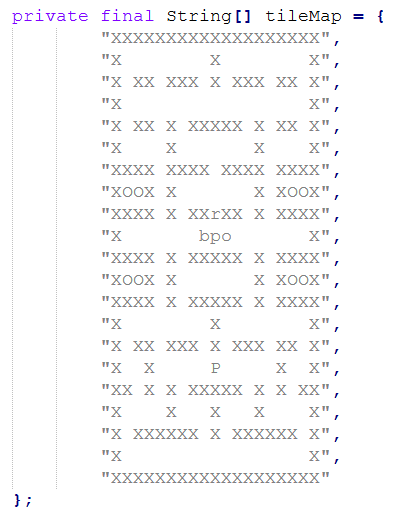 private final String[] tileMap = {
        "XXXXXXXXXXXXXXXXXXX",
        "X        X        X",
        "X XX XXX X XXX XX X",
        "X                 X",
        "X XX X XXXXX X XX X",
        "X    X       X    X",
        "XXXX XXXX XXXX XXXX",
        "XOOX X       X XOOX",
        "XXXX X XXrXX X XXXX",
        "X       bpo       X",
        "XXXX X XXXXX X XXXX",
        "XOOX X       X XOOX",
        "XXXX X XXXXX X XXXX",
        "X        X        X",
        "X XX XXX X XXX XX X",
        "X  X     P     X  X",
        "XX X X XXXXX X X XX",
        "X    X   X   X    X",
        "X XXXXXX X XXXXXX X",
        "X                 X",
        "XXXXXXXXXXXXXXXXXXX"
};